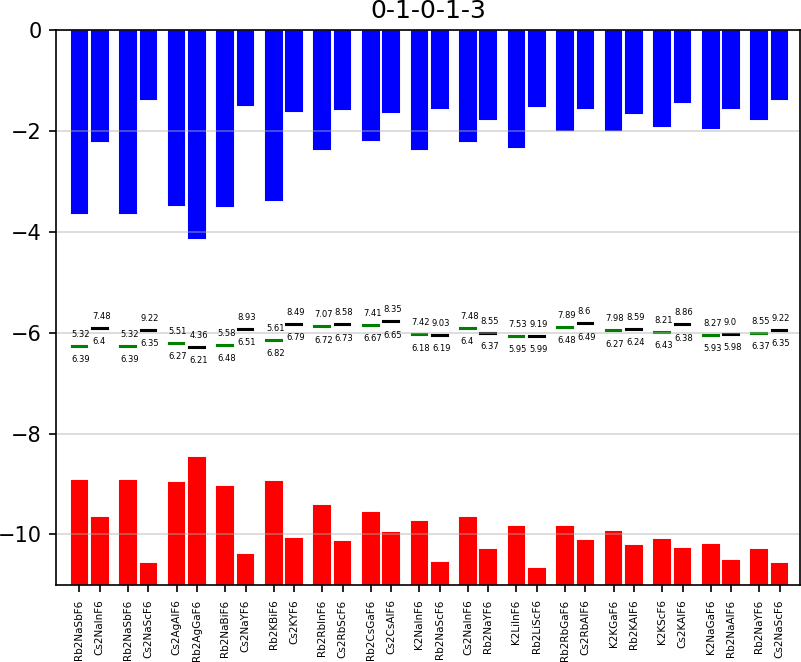 0-1-0-1-3
0
−2
−4
−6
−8
−10
5.32 7.48 5.32 9.22 5.51 4.36 5.58 8.93 5.61 8.49 7.07 8.58 7.41 8.35 7.42 9.03 7.48 8.55 7.53 9.19 7.89 8.6 7.98 8.59 8.21 8.86 8.27 9.0 8.55 9.22
6.39 6.4 6.39 6.35 6.27 6.21 6.48 6.51 6.82 6.79 6.72 6.73 6.67 6.65 6.18 6.19 6.4 6.37 5.95 5.99 6.48 6.49 6.27 6.24 6.43 6.38 5.93 5.98 6.37 6.35
Rb2NaSbF6
Cs2NaInF6
Rb2NaSbF6
Cs2NaScF6
Cs2AgAlF6
Rb2AgGaF6
Rb2NaBiF6
Cs2NaYF6
Rb2KBiF6
Cs2KYF6
Rb2RbInF6
Cs2RbScF6
Rb2CsGaF6
Cs2CsAlF6
K2NaInF6
Rb2NaScF6
Cs2NaInF6
Rb2NaYF6
K2LiInF6
Rb2LiScF6
Rb2RbGaF6
Cs2RbAlF6
K2KGaF6
Rb2KAlF6
K2KScF6
Cs2KAlF6
K2NaGaF6
Rb2NaAlF6
Rb2NaYF6
Cs2NaScF6